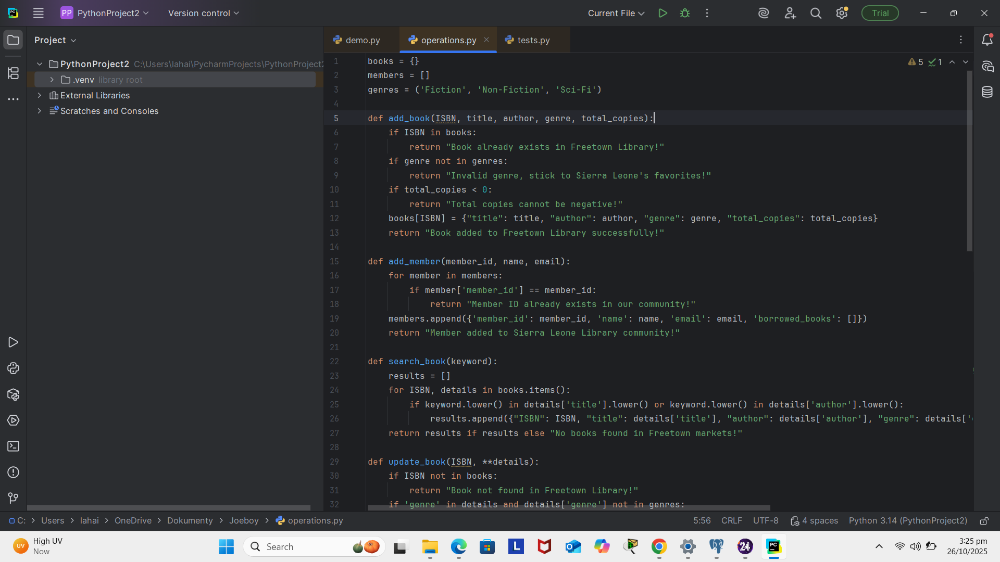 PP PythonProject2
Version control
Current File
Trial
Project
PythonProject2 C:\Users\lahai\PycharmProjects\PythonProject2
.venv library root
External Libraries
Scratches and Consoles
demo.py
operations.py
tests.py
5
1
1 books = {}
2 members = []
3 genres = ('Fiction', 'Non-Fiction', 'Sci-Fi')
4
5 def add_book(ISBN, title, author, genre, total_copies):
6 if ISBN in books:
7 return "Book already exists in Freetown Library!"
8 if genre not in genres:
9 return "Invalid genre, stick to Sierra Leone's favorites!"
10 if total_copies < 0:
11 return "Total copies cannot be negative!"
12 books[ISBN] = {"title": title, "author": author, "genre": genre, "total_copies": total_copies}
13 return "Book added to Freetown Library successfully!"
14
15 def add_member(member_id, name, email):
16 for member in members:
17 if member['member_id'] == member_id:
18 return "Member ID already exists in our community!"
19 members.append({'member_id': member_id, 'name': name, 'email': email, 'borrowed_books': []})
20 return "Member added to Sierra Leone Library community!"
21
22 def search_book(keyword):
23 results = []
24 for ISBN, details in books.items():
25 if keyword.lower() in details['title'].lower() or keyword.lower() in details['author'].lower():
26 results.append({"ISBN": ISBN, "title": details['title'], "author": details['author'], "genre": details['
27 return results if results else "No books found in Freetown markets!"
28
29 def update_book(ISBN, **details):
30 if ISBN not in books:
31 return "Book not found in Freetown Library!"
32 if 'genre' in details and details['genre'] not in genres:
C: > Users > lahai > OneDrive > Dokumenty > Joeboy > operations.py
5:56 CRLF UTF-8 4 spaces Python 3.14 (PythonProject2)
UV
High UV
Now
Search
L
24
PC
3:25 pm
26/10/2025